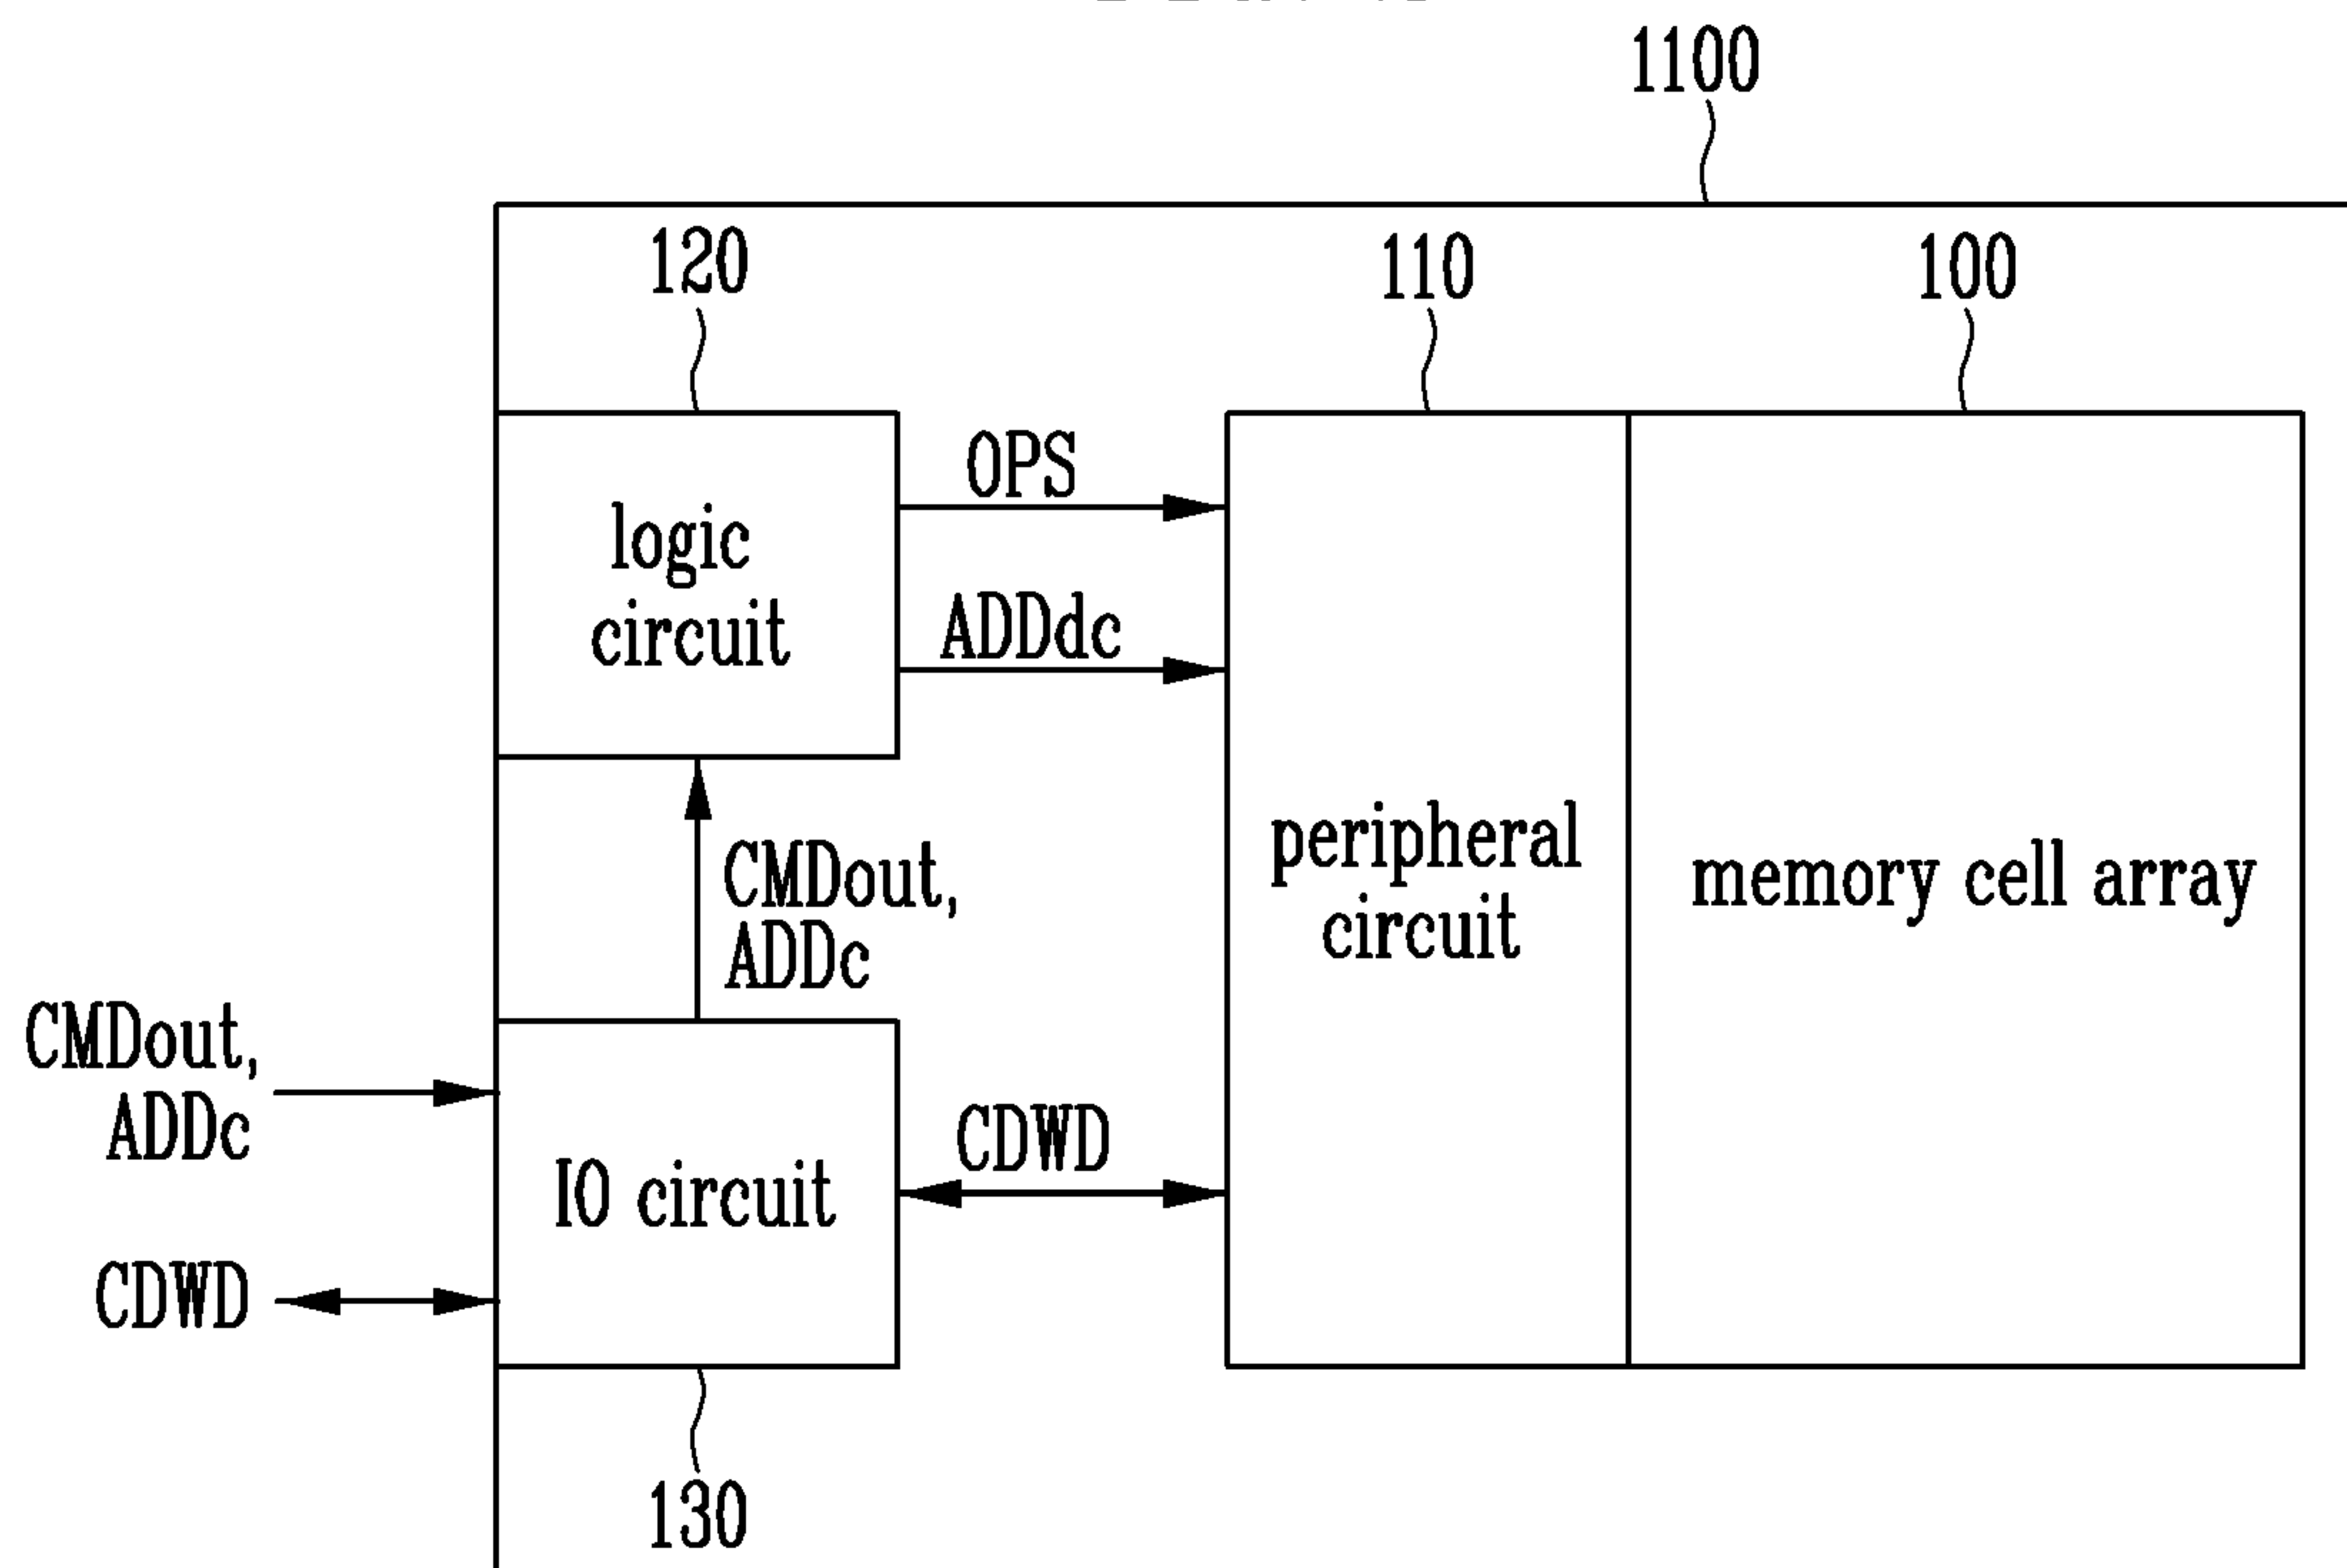 1100
120
110
100
OPS
logic
circuit
ADDdc
CMDout,
ADDc
peripheral
circuit
memory cell array
CMDout,
ADDc
IO circuit
CDWD
CDWD
130